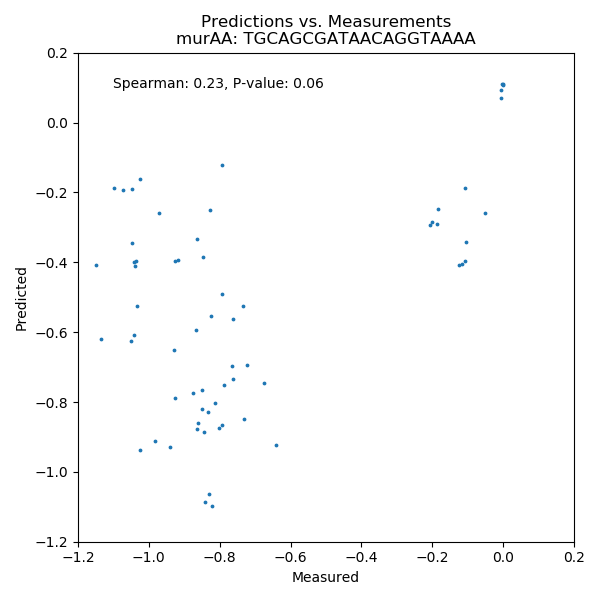 Predictions vs. Measurements
murAA: TGCAGCGATAACAGGTAAAA
Spearman: 0.23, P-value: 0.06
0.2
0.0
−0.2
−0.4
−0.6
−0.8
−1.0
−1.2
Predicted
−1.2 −1.0 −0.8 −0.6 −0.4 −0.2 0.0 0.2
Measured